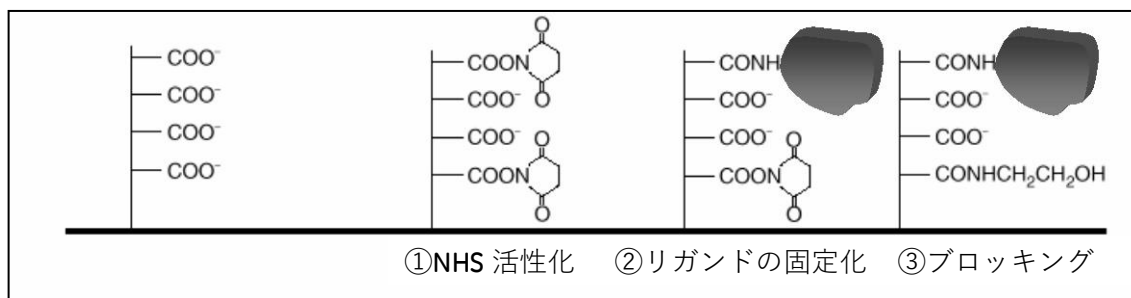 COO⁻
COO⁻
COO⁻
COO⁻
O
COON
O
COO⁻
COO⁻
O
COON
O
①NHS 活性化
CONH
COO⁻
COO⁻
O
COON
O
②リガンドの固定化
CONH
COO⁻
COO⁻
CONHCH₂CH₂OH
③ブロッキング